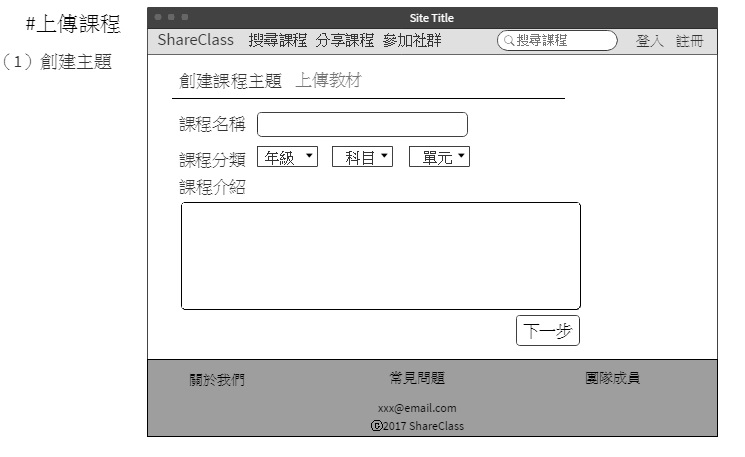 #上傳課程
（1）創建主題
Site Title
ShareClass 搜尋課程 分享課程 參加社群 搜尋課程 登入 註冊
創建課程主題 上傳教材
課程名稱
課程分類 年級 科目 單元
課程介紹
下一步
關於我們 常見問題 團隊成員
xxx@email.com
©2017 ShareClass